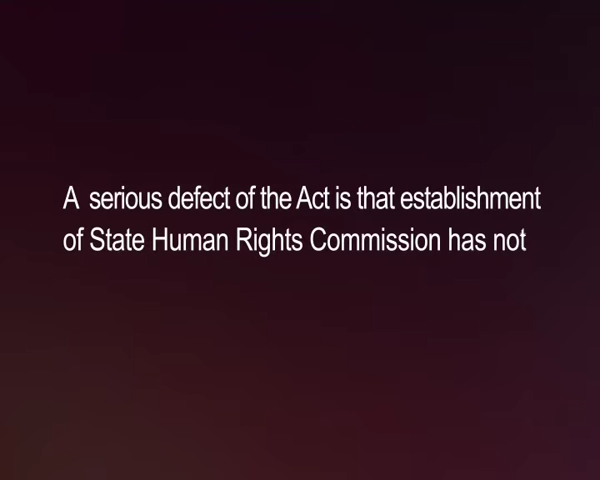 A serious defect of the Act is that establishment
of State Human Rights Commission has not